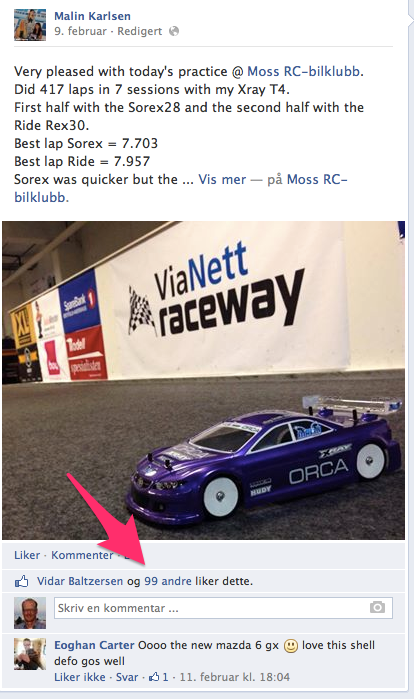 Malin Karlsen
9. februar · Redigert
Very pleased with today's practice @ Moss RC-bilklubb.
Did 417 laps in 7 sessions with my Xray T4.
First half with the Sorex28 and the second half with the
Ride Rex30.
Best lap Sorex = 7.703
Best lap Ride = 7.957
Sorex was quicker but the ... Vis mer — på Moss RC-
bilklubb.
ViaNett
raceway
SpareBank 1
XL
spesialisten
XRAY
ORCA
HUDY
Liker · Kommenter ·
Vidar Baltzersen og 99 andre liker dette.
Skriv en kommentar ...
Eoghan Carter Oooo the new mazda 6 gx love this shell
defo gos well
Liker ikke · Svar · 1 · 11. februar kl. 18:04